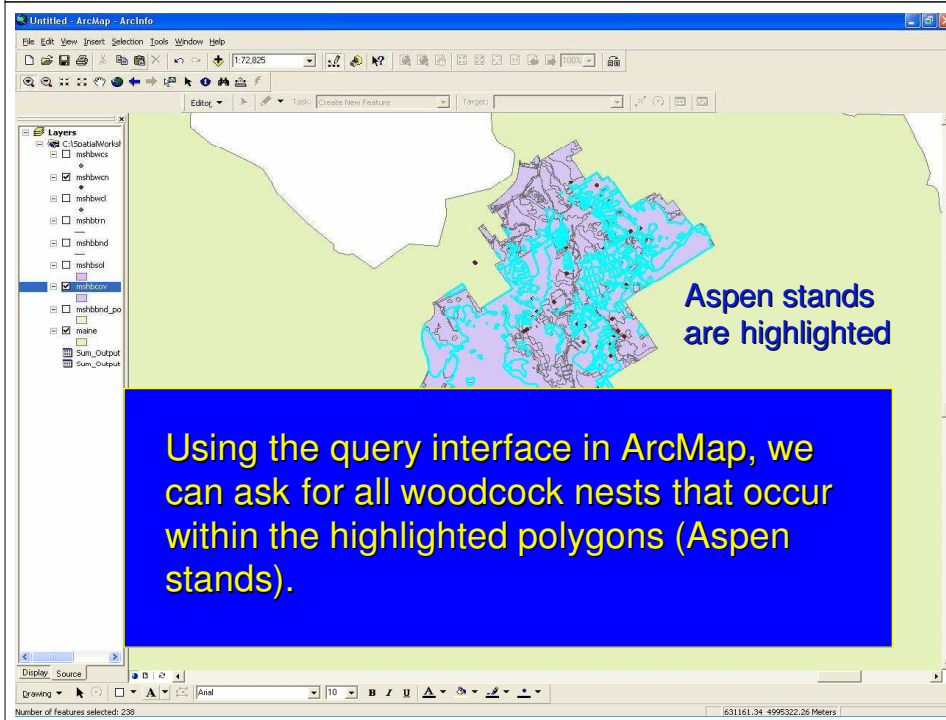 Untitled - ArcMap - ArcInfo
File Edit View Insert Selection Tools Window Help
1:72,825
100%
Editor Task: Create New Feature Target:
Layers
C:\SpatialWorksh
mshbwcs
mshbwcn
mshbwcl
mshbtrn
mshbbnd
mshbsol
mshbcov
mshbbnd_po
maine
Sum_Output
Sum_Output
Aspen stands
are highlighted
Using the query interface in ArcMap, we
can ask for all woodcock nests that occur
within the highlighted polygons (Aspen
stands).
Display Source
Drawing A Arial 10 B I U A
Number of features selected: 238
631161.34 4995322.26 Meters